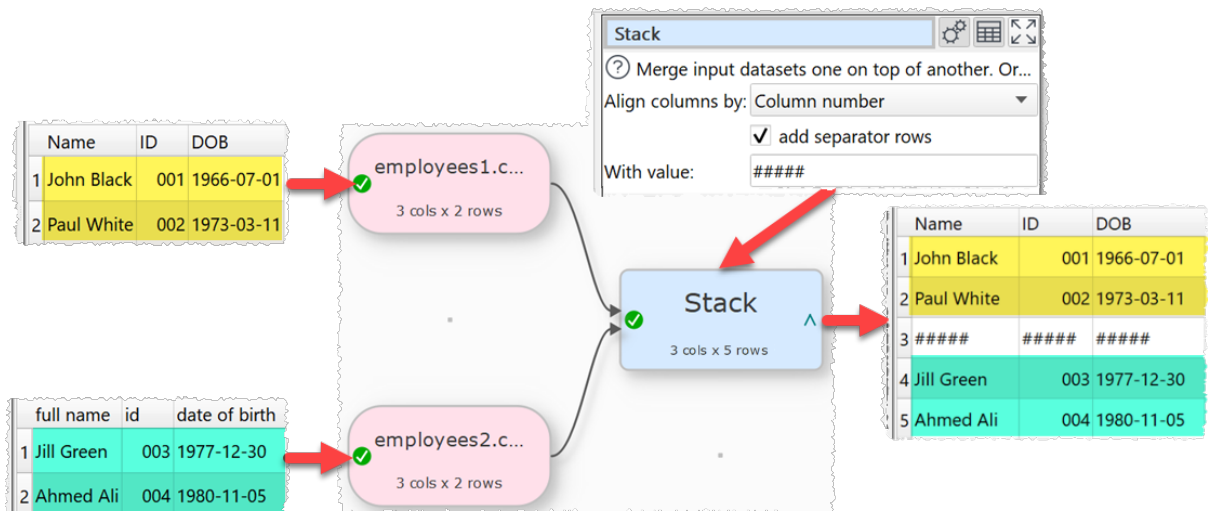 Stack
? Merge input datasets one on top of another. Or...
Align columns by: Column number
add separator rows
With value: #####
Name ID DOB
1 John Black 001 1966-07-01
2 Paul White 002 1973-03-11
employees1.c...
3 cols x 2 rows
Stack
3 cols x 5 rows
Name ID DOB
1 John Black 001 1966-07-01
2 Paul White 002 1973-03-11
3 ##### ##### #####
4 Jill Green 003 1977-12-30
5 Ahmed Ali 004 1980-11-05
full name id date of birth
1 Jill Green 003 1977-12-30
2 Ahmed Ali 004 1980-11-05
employees2.c...
3 cols x 2 rows